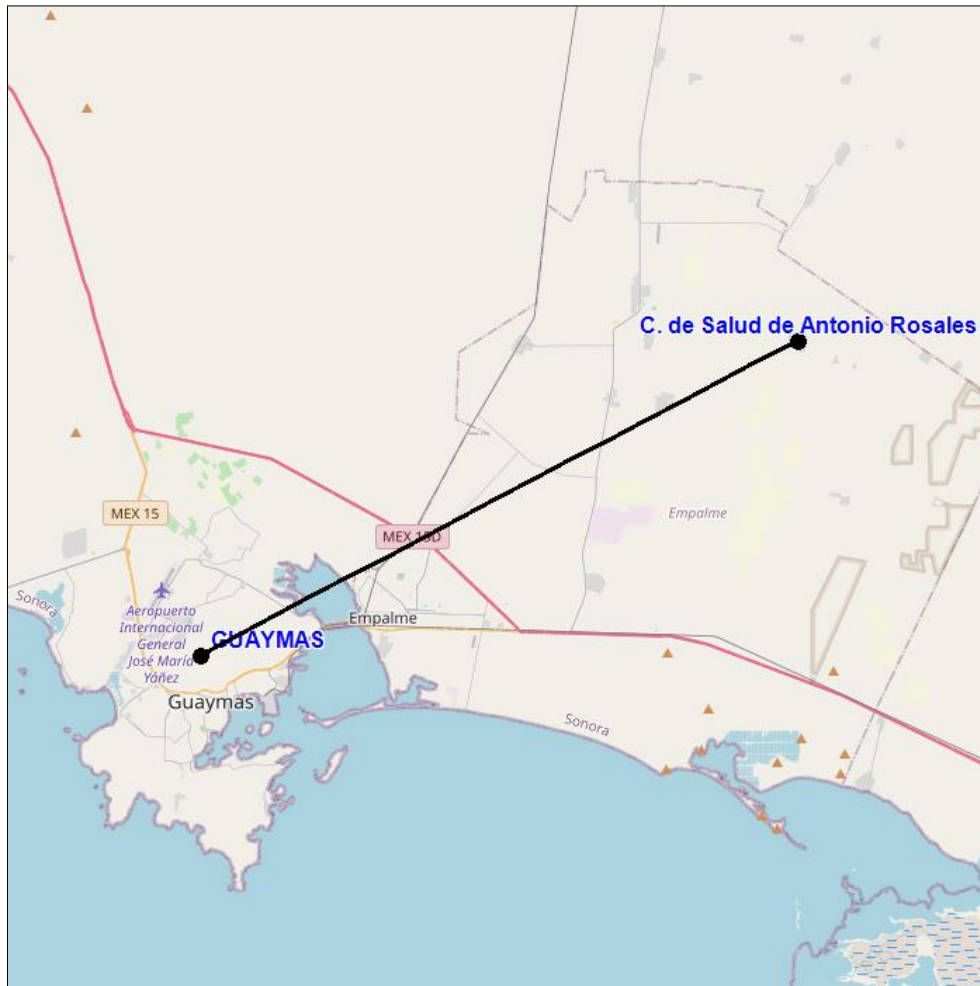 C. de Salud de Antonio Rosales
MEX 15
MEX 15D
Empalme
Sonora
Aeropuerto
Internacional
General
José María
Yáñez
Empalme
GUAYMAS
Guaymas
Sonora